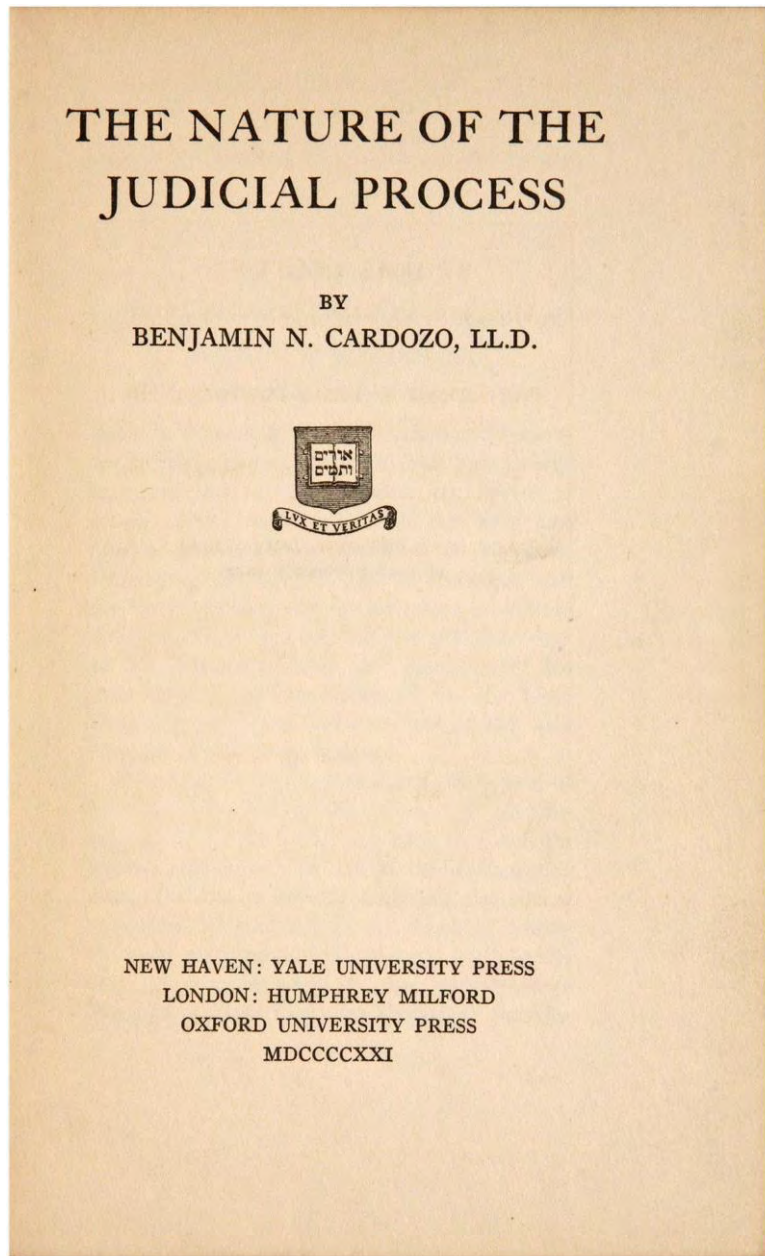 THE NATURE OF THE
JUDICIAL PROCESS
BY
BENJAMIN N. CARDOZO, LL.D.
אורים
ותמים
LVX ET VERITAS
NEW HAVEN: YALE UNIVERSITY PRESS
LONDON: HUMPHREY MILFORD
OXFORD UNIVERSITY PRESS
MDCCCCXXI